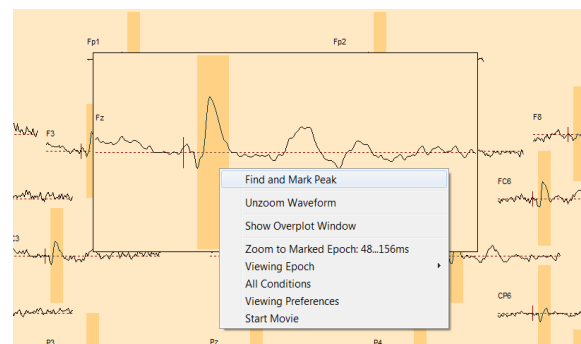 Fp1
Fp2
Fz
F3
F8
Find and Mark Peak
FC6
Unzoom Waveform
Show Overplot Window
C3
Zoom to Marked Epoch: 48...156ms
Viewing Epoch
All Conditions
CP6
Viewing Preferences
Start Movie
P3
Pz
P4